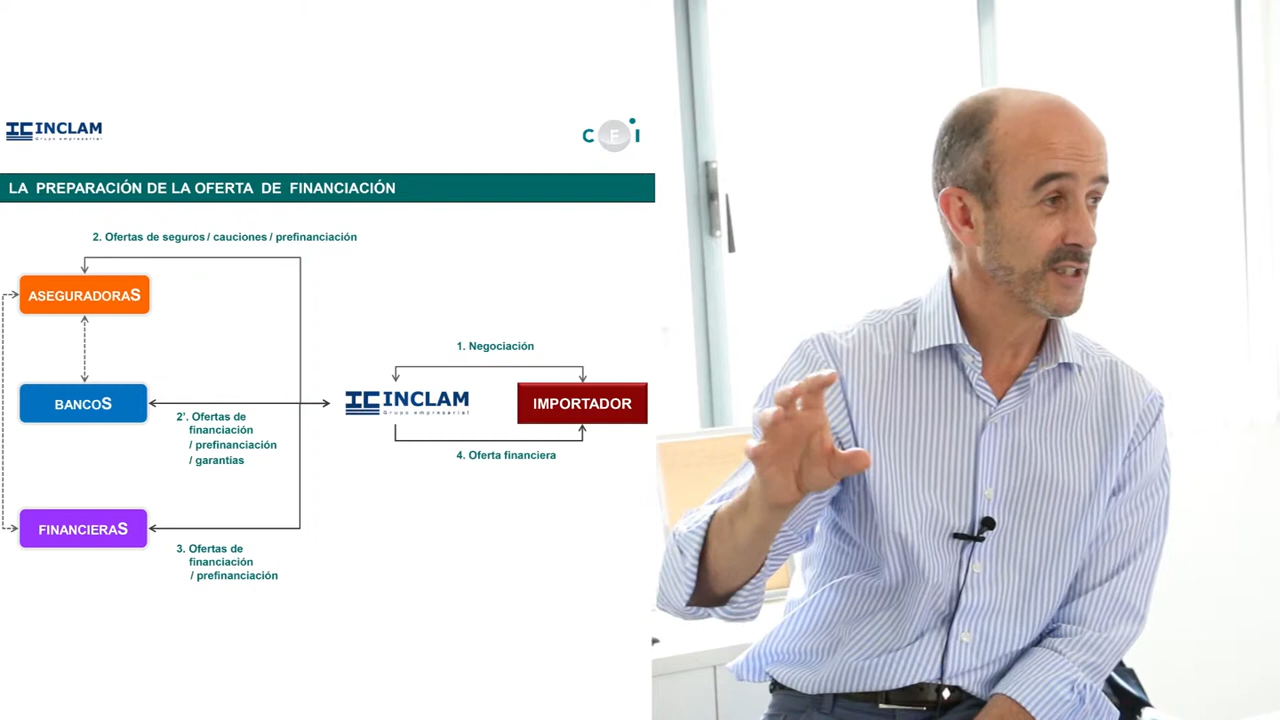 INCLAM
Grupo empresarial
CEi
LA PREPARACIÓN DE LA OFERTA DE FINANCIACIÓN
2. Ofertas de seguros / cauciones / prefinanciación
ASEGURADORAS
1. Negociación
BANCOS
INCLAM
Grupo empresarial
IMPORTADOR
2'. Ofertas de
financiación
/ prefinanciación
/ garantías
4. Oferta financiera
FINANCIERAS
3. Ofertas de
financiación
/ prefinanciación